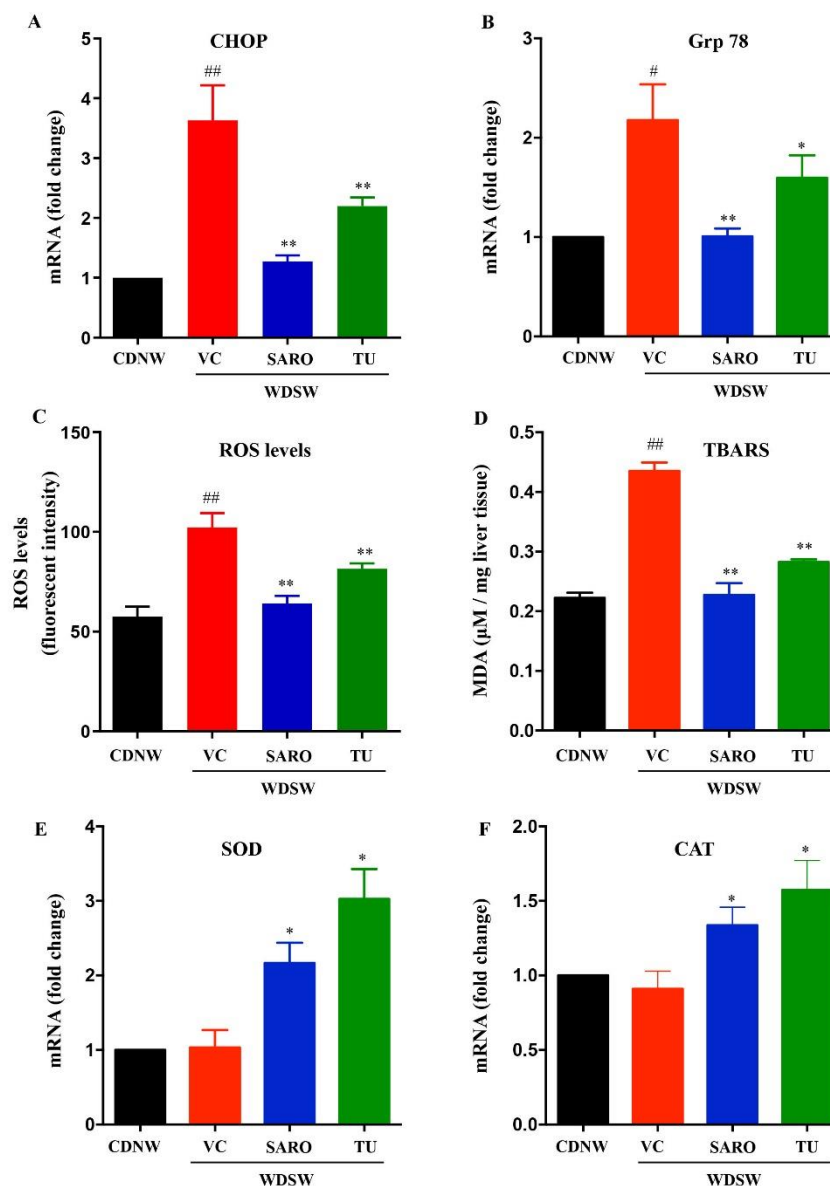 A
CHOP
mRNA (fold change)
5
4
3
2
1
0
##
**
**
CDNW
VC
SARO
TU
WDSW
B
Grp 78
mRNA (fold change)
3
2
1
0
#
**
*
CDNW
VC
SARO
TU
WDSW
C
ROS levels
ROS levels
(fluorescent intensity)
150
100
50
0
##
**
**
CDNW
VC
SARO
TU
WDSW
D
TBARS
MDA (µM / mg liver tissue)
0.5
0.4
0.3
0.2
0.1
0.0
##
**
**
CDNW
VC
SARO
TU
WDSW
E
SOD
mRNA (fold change)
4
3
2
1
0
*
*
CDNW
VC
SARO
TU
WDSW
F
CAT
mRNA (fold change)
2.0
1.5
1.0
0.5
0.0
*
*
CDNW
VC
SARO
TU
WDSW